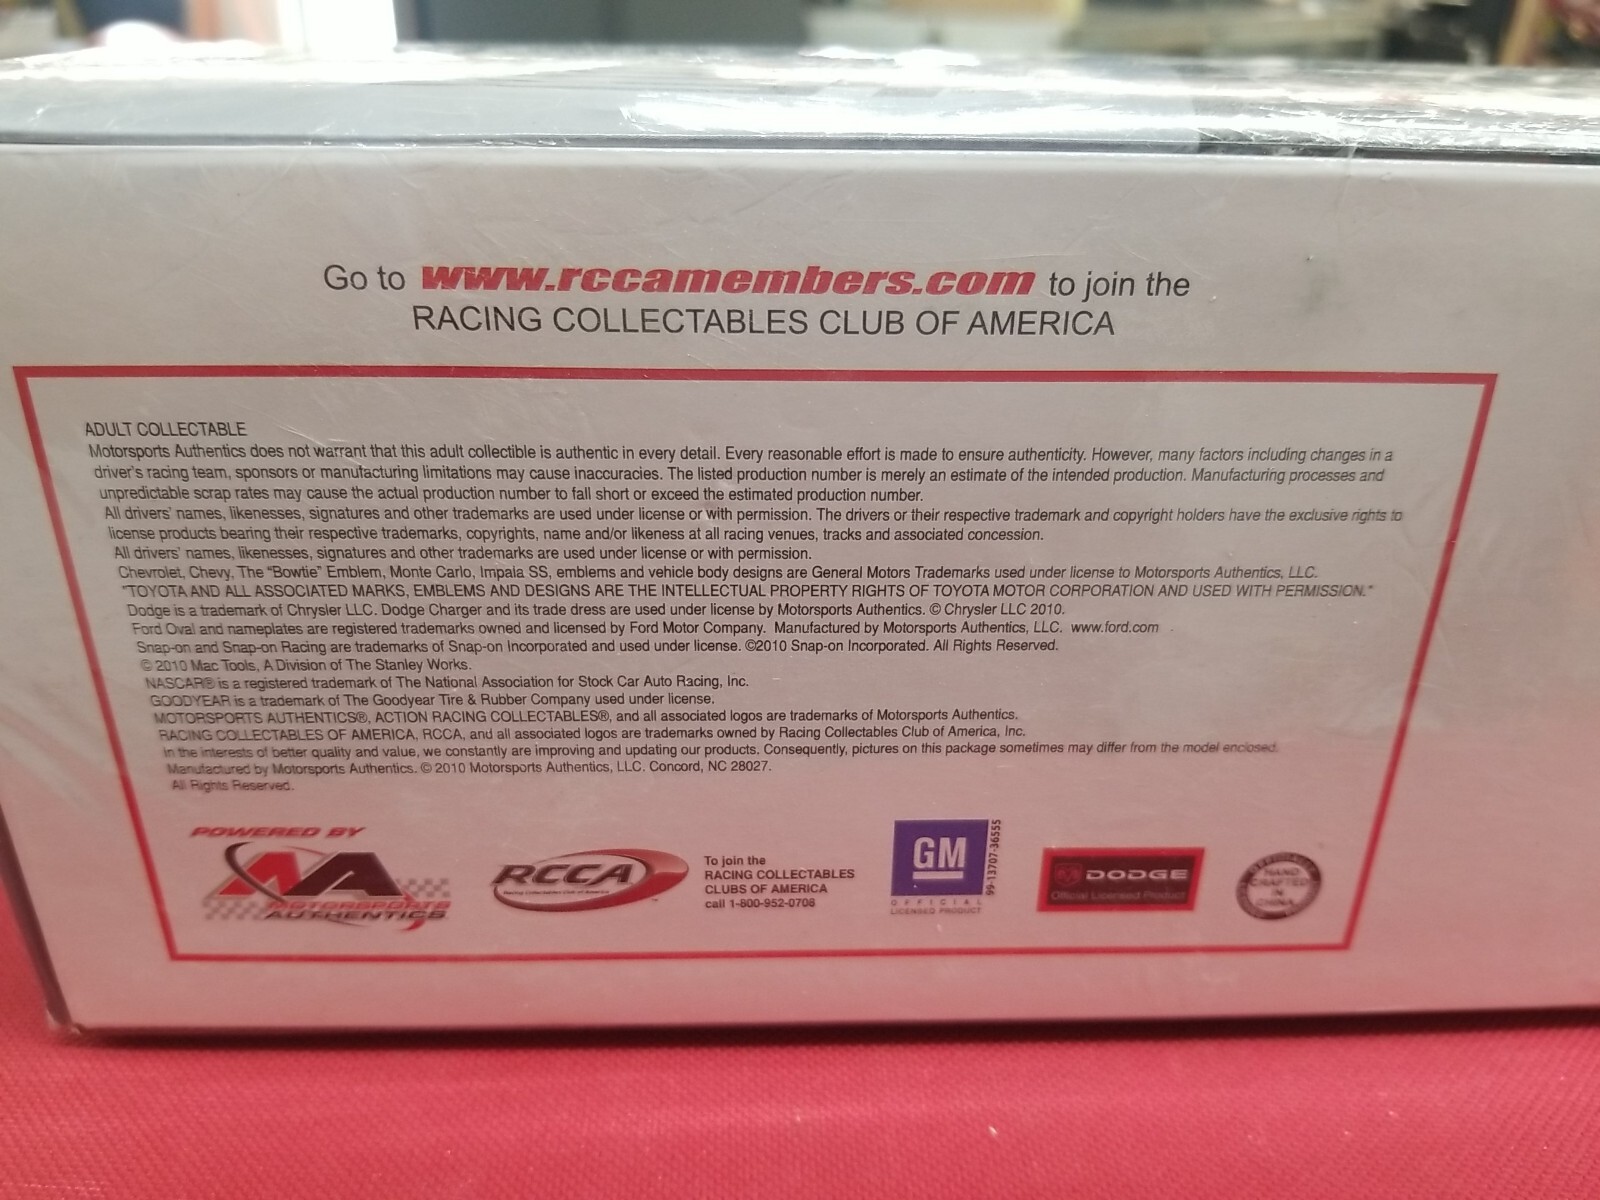 Go to www.rccamembers.com to join the
RACING COLLECTABLES CLUB OF AMERICA
ADULT COLLECTABLE
Motorsports Authentics does not warrant that this adult collectible is authentic in every detail. Every reasonable effort is made to ensure authenticity. However, many factors including changes in a
driver's racing team, sponsors or manufacturing limitations may cause inaccuracies. The listed production number is merely an estimate of the intended production. Manufacturing processes and
unpredictable scrap rates may cause the actual production number to fall short or exceed the estimated production number.
All drivers' names, likenesses, signatures and other trademarks are used under license or with permission. The drivers or their respective trademark and copyright holders have the exclusive rights to
license products bearing their respective trademarks, copyrights, name and/or likeness at all racing venues, tracks and associated concession.
All drivers' names, likenesses, signatures and other trademarks are used under license or with permission.
Chevrolet, Chevy, The "Bowtie" Emblem, Monte Carlo, Impala SS, emblems and vehicle body designs are General Motors Trademarks used under license to Motorsports Authentics, LLC.
"TOYOTA AND ALL ASSOCIATED MARKS, EMBLEMS AND DESIGNS ARE THE INTELLECTUAL PROPERTY RIGHTS OF TOYOTA MOTOR CORPORATION AND USED WITH PERMISSION."
Dodge is a trademark of Chrysler LLC. Dodge Charger and its trade dress are used under license by Motorsports Authentics. © Chrysler LLC 2010.
Ford Oval and nameplates are registered trademarks owned and licensed by Ford Motor Company. Manufactured by Motorsports Authentics, LLC. www.ford.com
Snap-on and Snap-on Racing are trademarks of Snap-on Incorporated and used under license. ©2010 Snap-on Incorporated. All Rights Reserved.
© 2010 Mac Tools, A Division of The Stanley Works.
NASCAR® is a registered trademark of The National Association for Stock Car Auto Racing, Inc.
GOODYEAR is a trademark of The Goodyear Tire & Rubber Company used under license.
MOTORSPORTS AUTHENTICS®, ACTION RACING COLLECTABLES®, and all associated logos are trademarks of Motorsports Authentics.
RACING COLLECTABLES OF AMERICA, RCCA, and all associated logos are trademarks owned by Racing Collectables Club of America, Inc.
In the interests of better quality and value, we constantly are improving and updating our products. Consequently, pictures on this package sometimes may differ from the model enclosed.
Manufactured by Motorsports Authentics. © 2010 Motorsports Authentics, LLC. Concord, NC 28027.
All Rights Reserved.
POWERED BY
MA
MOTORSPORTS
AUTHENTICS
RCCA
Racing Collectables Club of America
To join the
RACING COLLECTABLES
CLUBS OF AMERICA
call 1-800-952-0708
GM
OFFICIAL
LICENSED PRODUCT
99-13707-36555
DODGE
Official Licensed Product
HAND
CRAFTED
IN
CHINA